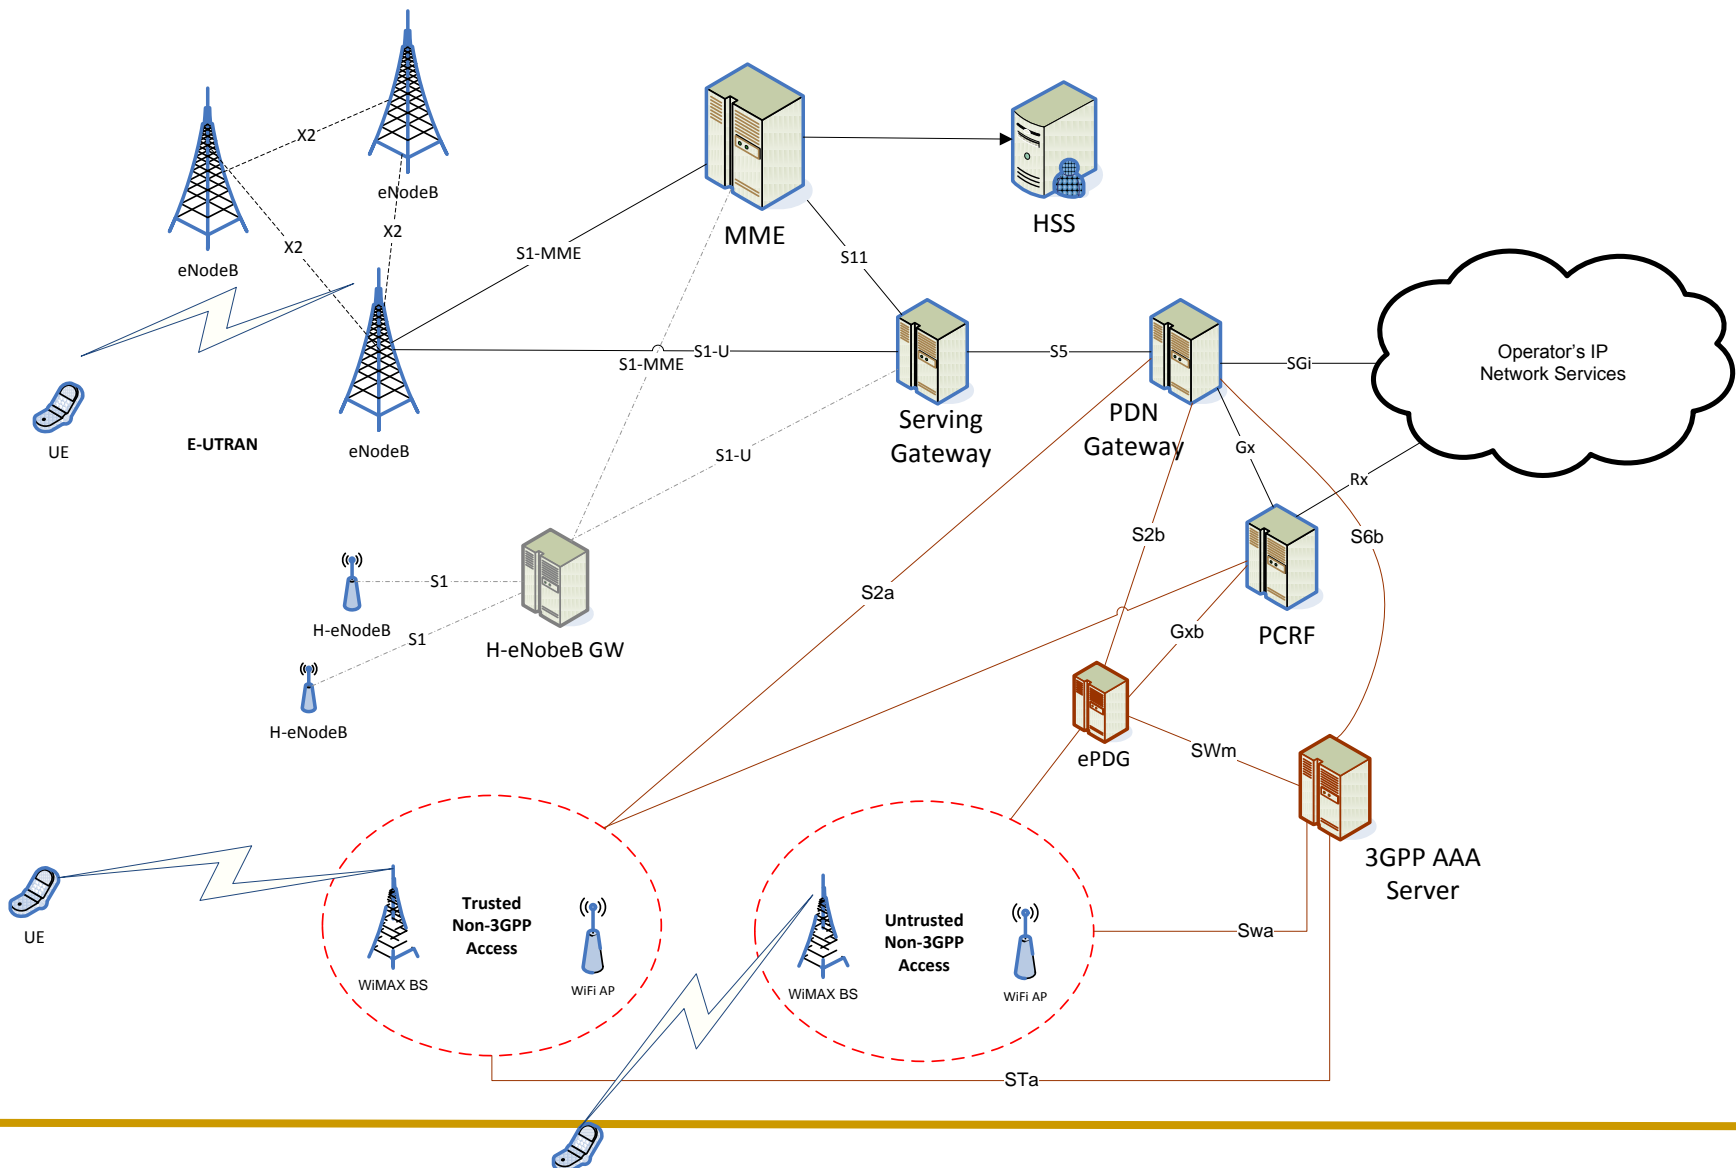 X2
eNodeB
X2
eNodeB
X2
S1-MME
MME
HSS
S11
UE
E-UTRAN
eNodeB
S1-U
S1-MME
S5
SGi
Operator's IP
Network Services
Serving
Gateway
PDN
Gateway
Gx
Rx
S1-U
S2b
S6b
S1
H-eNodeB
S1
H-eNobeB GW
S2a
Gxb
PCRF
H-eNodeB
ePDG
SWm
3GPP AAA
Server
UE
Trusted
Non-3GPP
Access
WiMAX BS
WiFi AP
Untrusted
Non-3GPP
Access
WiMAX BS
WiFi AP
Swa
STa